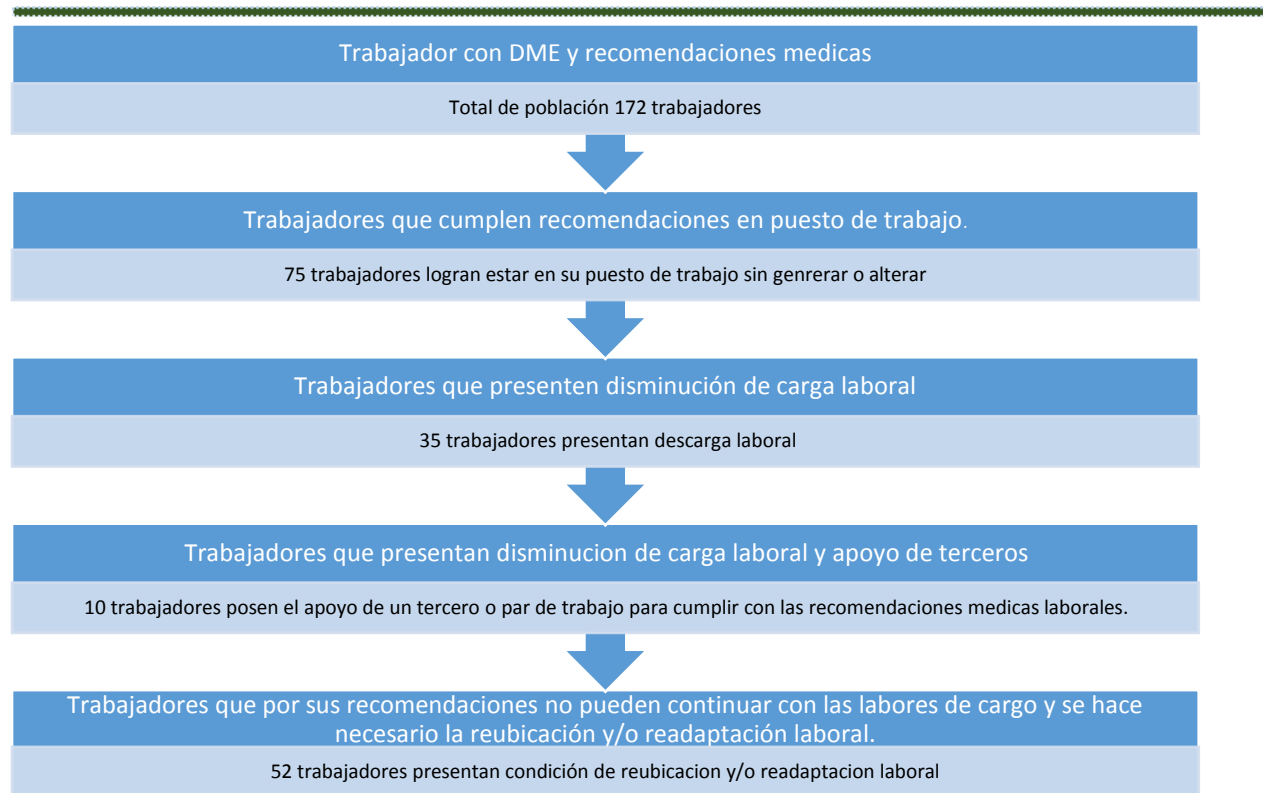 Trabajador con DME y recomendaciones medicas
Total de población 172 trabajadores
Trabajadores que cumplen recomendaciones en puesto de trabajo.
75 trabajadores logran estar en su puesto de trabajo sin genrerar o alterar
Trabajadores que presenten disminución de carga laboral
35 trabajadores presentan descarga laboral
Trabajadores que presentan disminucion de carga laboral y apoyo de terceros
10 trabajadores posen el apoyo de un tercero o par de trabajo para cumplir con las recomendaciones medicas laborales.
Trabajadores que por sus recomendaciones no pueden continuar con las labores de cargo y se hace
necesario la reubicación y/o readaptación laboral.
52 trabajadores presentan condición de reubicacion y/o readaptacion laboral